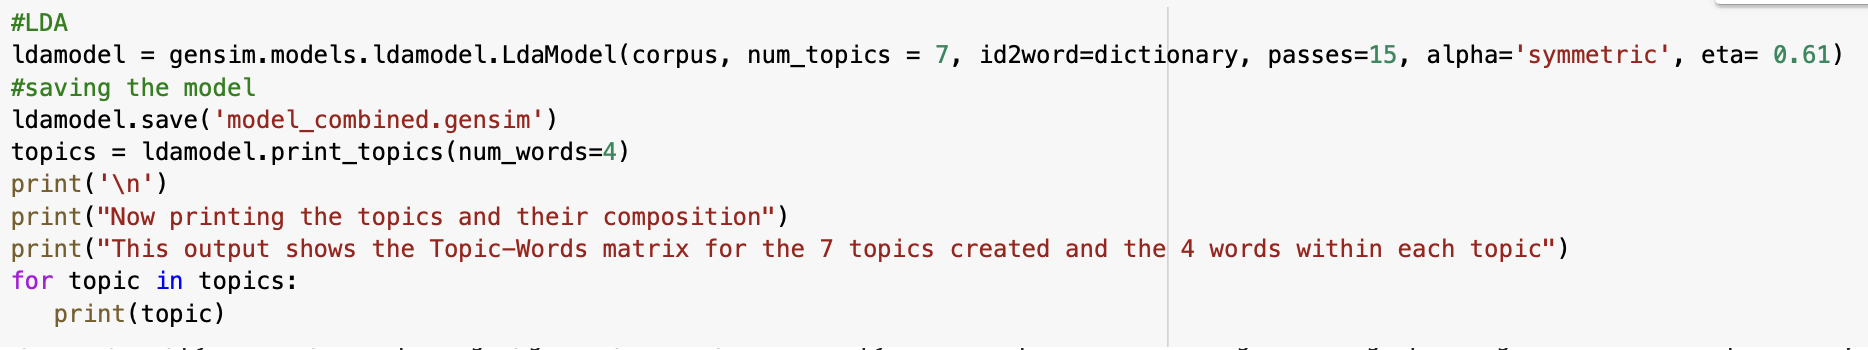 #LDA
ldamodel = gensim.models.ldamodel.LdaModel(corpus, num_topics = 7, id2word=dictionary, passes=15, alpha='symmetric', eta= 0.61)
#saving the model
ldamodel.save('model_combined.gensim')
topics = ldamodel.print_topics(num_words=4)
print('\n')
print("Now printing the topics and their composition")
print("This output shows the Topic-Words matrix for the 7 topics created and the 4 words within each topic")
for topic in topics:
   print(topic)